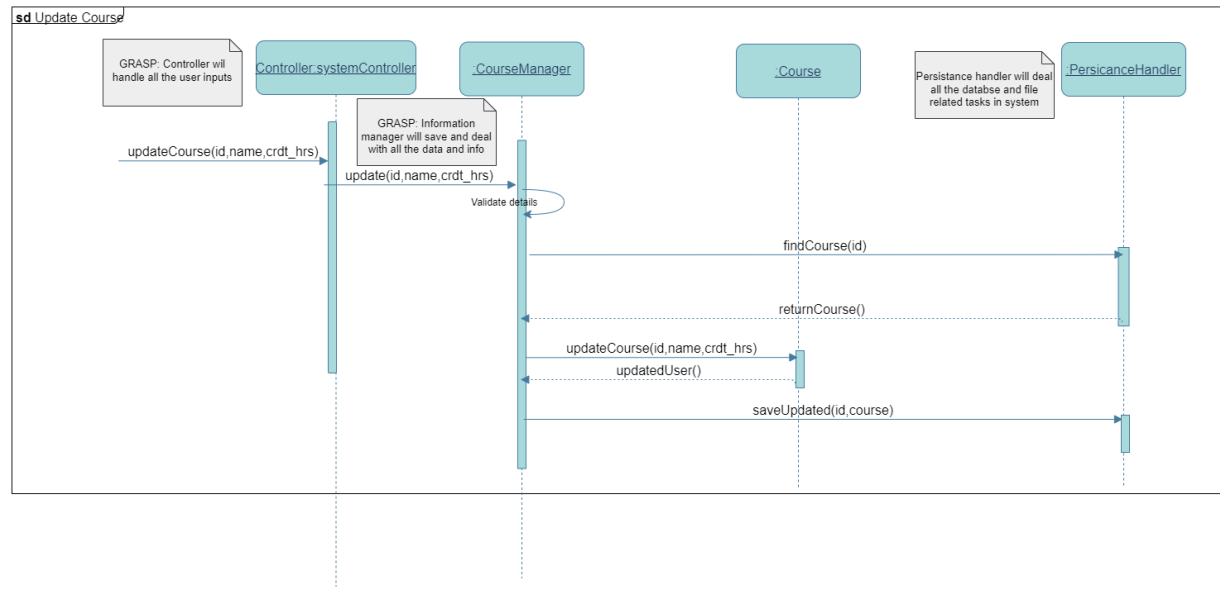 sd Update Course
GRASP: Controller wil
handle all the user inputs
Controller:systemController
:CourseManager
:Course
Persistance handler will deal
all the databse and file
related tasks in system
:PersicanceHandler
GRASP: Information
manager will save and deal
with all the data and info
updateCourse(id,name,crdt_hrs)
update(id,name,crdt_hrs)
Validate details
findCourse(id)
returnCourse()
updateCourse(id,name,crdt_hrs)
updatedUser()
saveUpdated(id,course)